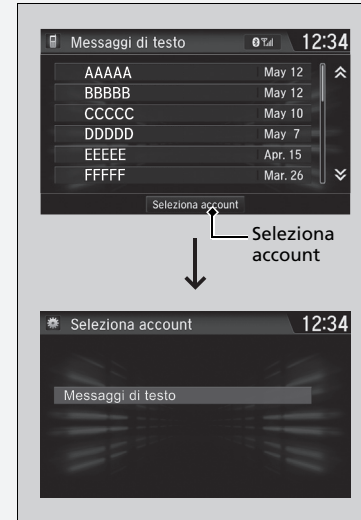 Messaggi di testo 12:34
AAAAA May 12
BBBBB May 12
CCCCC May 10
DDDDD May 7
EEEEE Apr. 15
FFFFF Mar. 26
Seleziona account
Seleziona
account
Seleziona account 12:34
Messaggi di testo